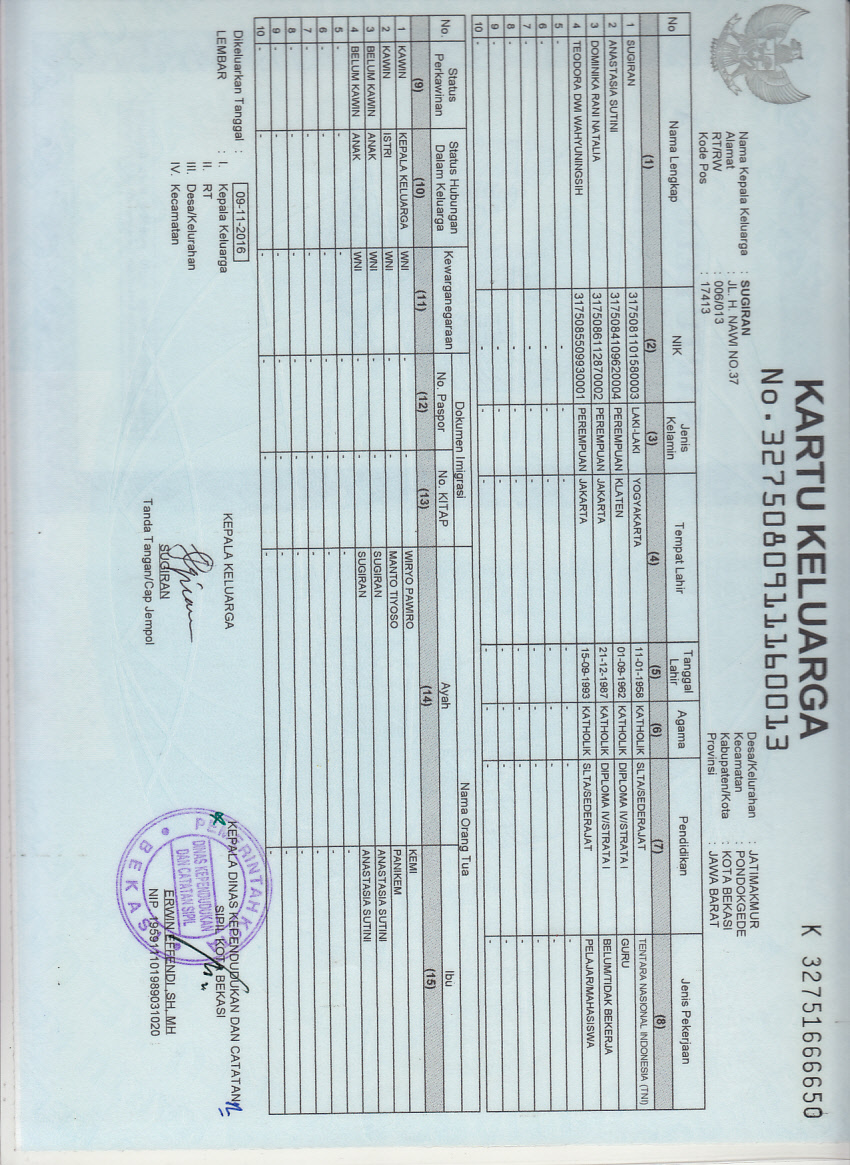 KARTU KELUARGA
No. 3275080911160013
K 32751666650
Nama Kepala Keluarga : SUGIRAN
Alamat : JL. H. NAWI NO.37
RT/RW : 006/013
Kode Pos : 17413
Desa/Kelurahan : JATIMAKMUR
Kecamatan : PONDOKGEDE
Kabupaten/Kota : KOTA BEKASI
Provinsi : JAWA BARAT
No Nama Lengkap NIK Jenis Kelamin Tempat Lahir Tanggal Lahir Agama Pendidikan Jenis Pekerjaan
(1) (2) (3) (4) (5) (6) (7) (8)
1 SUGIRAN 3175081101580003 LAKI-LAKI YOGYAKARTA 11-01-1958 KATHOLIK SLTA/SEDERAJAT TENTARA NASIONAL INDONESIA (TNI)
2 ANASTASIA SUTINI 3175084109620004 PEREMPUAN KLATEN 01-09-1962 KATHOLIK DIPLOMA IV/STRATA I GURU
3 DOMINIKA RANI NATALIA 3175086112870002 PEREMPUAN JAKARTA 21-12-1987 KATHOLIK DIPLOMA IV/STRATA I BELUM/TIDAK BEKERJA
4 TEODORA DWI WAHYUNINGSIH 3175085509930001 PEREMPUAN JAKARTA 15-09-1993 KATHOLIK SLTA/SEDERAJAT PELAJAR/MAHASISWA
5 - - - - - - - -
6 - - - - - - - -
7 - - - - - - - -
8 - - - - - - - -
9 - - - - - - - -
10 - - - - - - - -
No. Status Perkawinan Status Hubungan Dalam Keluarga Kewarganegaraan Dokumen Imigrasi Nama Orang Tua
No. Paspor No. KITAP Ayah Ibu
(9) (10) (11) (12) (13) (14) (15)
1 KAWIN KEPALA KELUARGA WNI - - WIRYO PAWIRO KEMI
2 KAWIN ISTRI WNI - - MANTO TIYOSO PANIKEM
3 BELUM KAWIN ANAK WNI - - SUGIRAN ANASTASIA SUTINI
4 BELUM KAWIN ANAK WNI - - SUGIRAN ANASTASIA SUTINI
5 - - - - - - -
6 - - - - - - -
7 - - - - - - -
8 - - - - - - -
9 - - - - - - -
10 - - - - - - -
Dikeluarkan Tanggal : 09-11-2016
LEMBAR : I. Kepala Keluarga
II. RT
III. Desa/Kelurahan
IV. Kecamatan
KEPALA KELUARGA
SUGIRAN
Tanda Tangan/Cap Jempol
KEPALA DINAS KEPENDUDUKAN DAN CATATAN
SIPIL KOTA BEKASI
PEMERINTAH KOTA
DINAS KEPENDUDUKAN
DAN CATATAN SIPIL
BEKASI
ERWIN EFFENDI, SH, MH
NIP. 195911101989031020